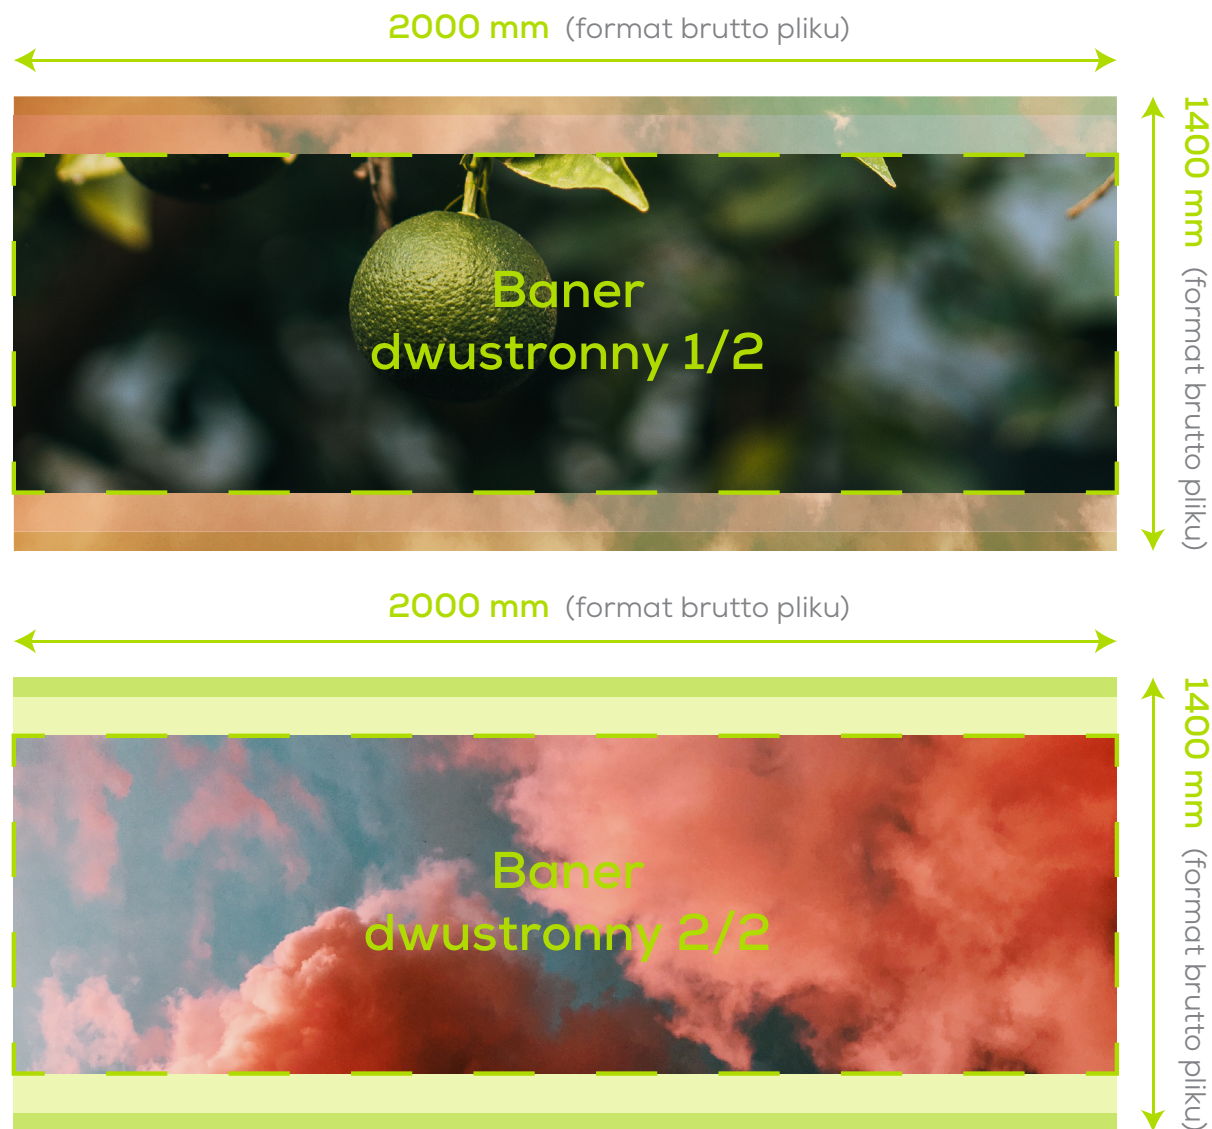 2000 mm (format brutto pliku)
1400 mm (format brutto pliku)
Baner
dwustronny 1/2
2000 mm (format brutto pliku)
1400 mm (format brutto pliku)
Baner
dwustronny 2/2